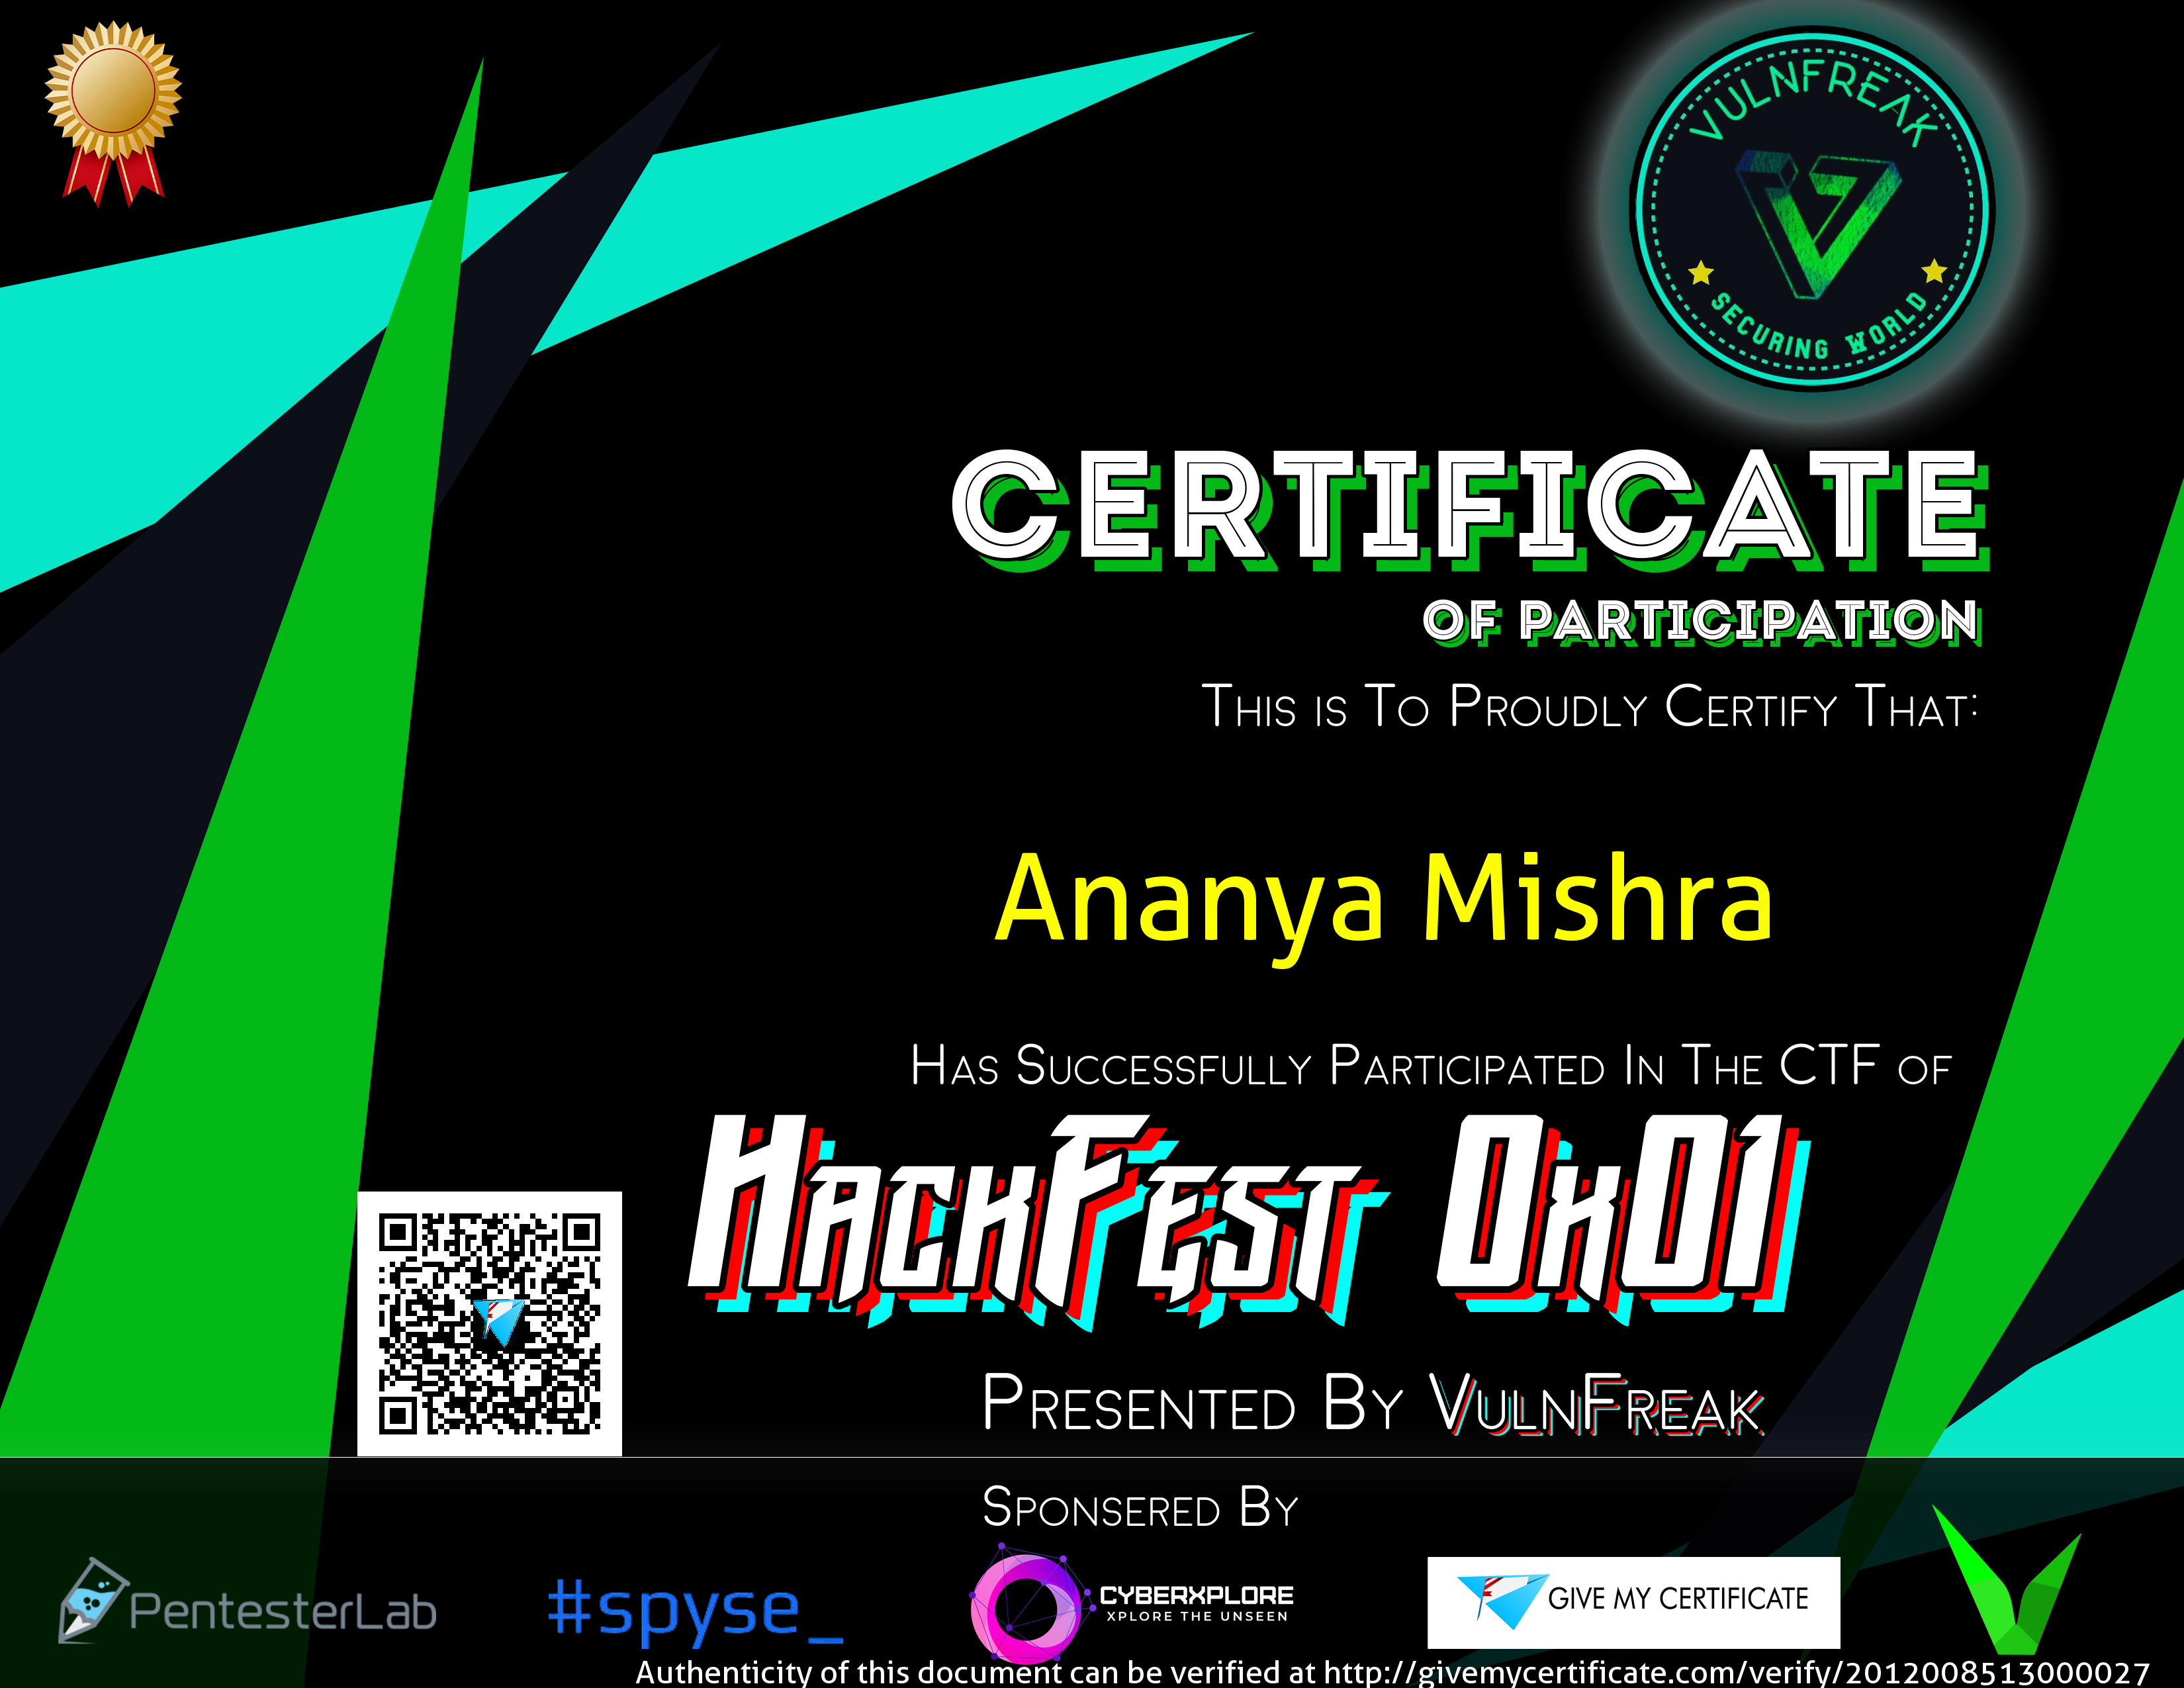 VULNFREAK
SECURING WORLD
CERTIFICATE
OF PARTICIPATION
THIS IS TO PROUDLY CERTIFY THAT:
Ananya Mishra
HAS SUCCESSFULLY PARTICIPATED IN THE CTF OF
HACKFEST 0x01
PRESENTED BY VULNFREAK
SPONSERED BY
PentesterLab
#spyse_
CYBERXPLORE
XPLORE THE UNSEEN
GIVE MY CERTIFICATE
Authenticity of this document can be verified at http://givemycertificate.com/verify/2012008513000027